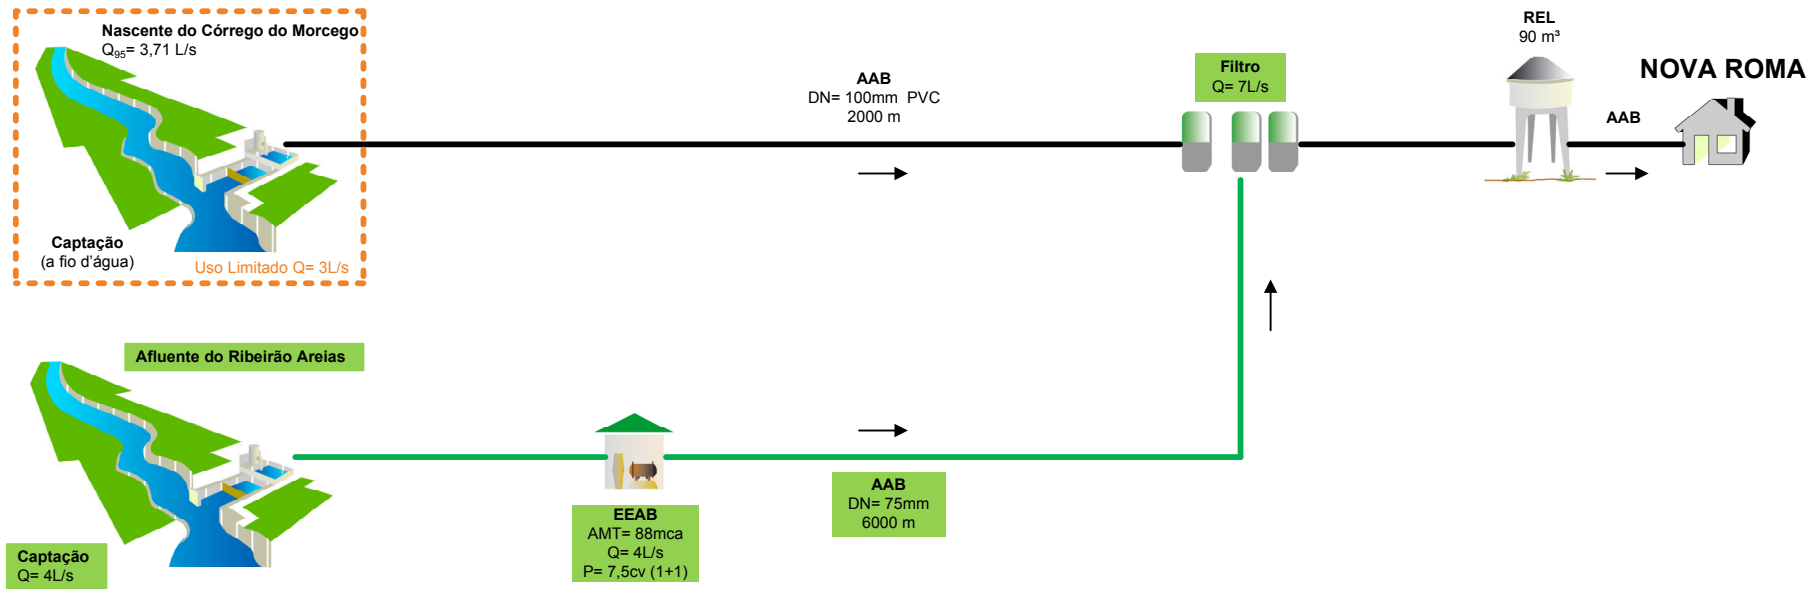 Nascente do Córrego do Morcego
Q95= 3,71 L/s
Captação
(a fio d'água)
Uso Limitado Q= 3L/s
AAB
DN= 100mm PVC
2000 m
Filtro
Q= 7L/s
REL
90 m³
NOVA ROMA
AAB
Afluente do Ribeirão Areias
Captação
Q= 4L/s
EEAB
AMT= 88mca
Q= 4L/s
P= 7,5cv (1+1)
AAB
DN= 75mm
6000 m